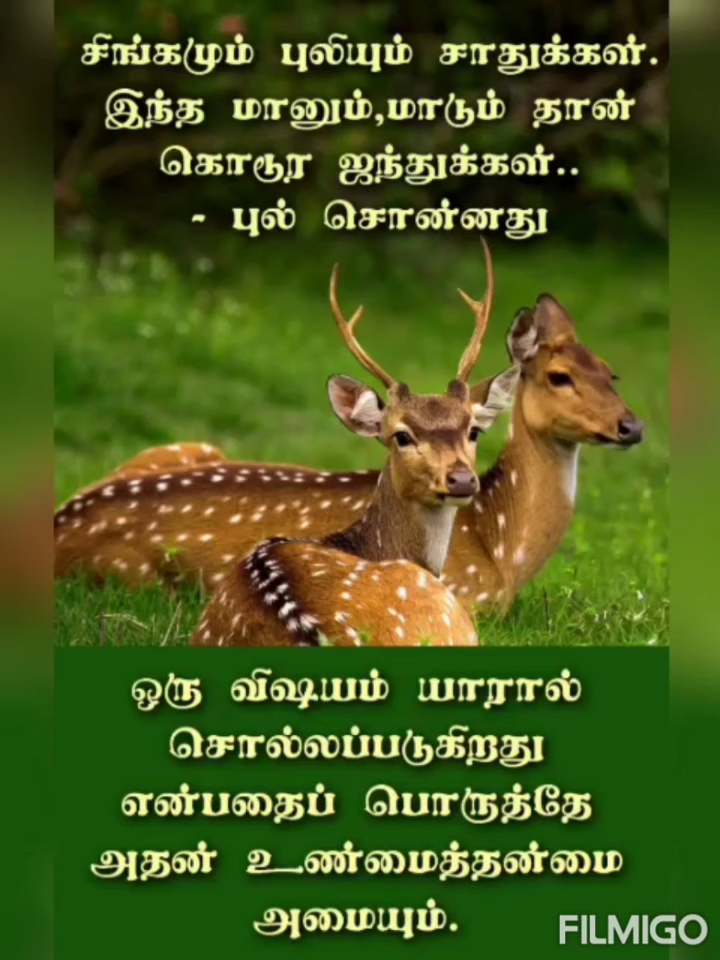 சிங்கமும் புலியும் சாதுக்கள்.
இந்த மானும்,மாடும் தான்
கொடூர ஜந்துக்கள்..
- புல் சொன்னது
ஒரு விஷயம் யாரால்
சொல்லப்படுகிறது
என்பதைப் பொருத்தே
அதன் உண்மைத்தன்மை
அமையும்.
FILMIGO